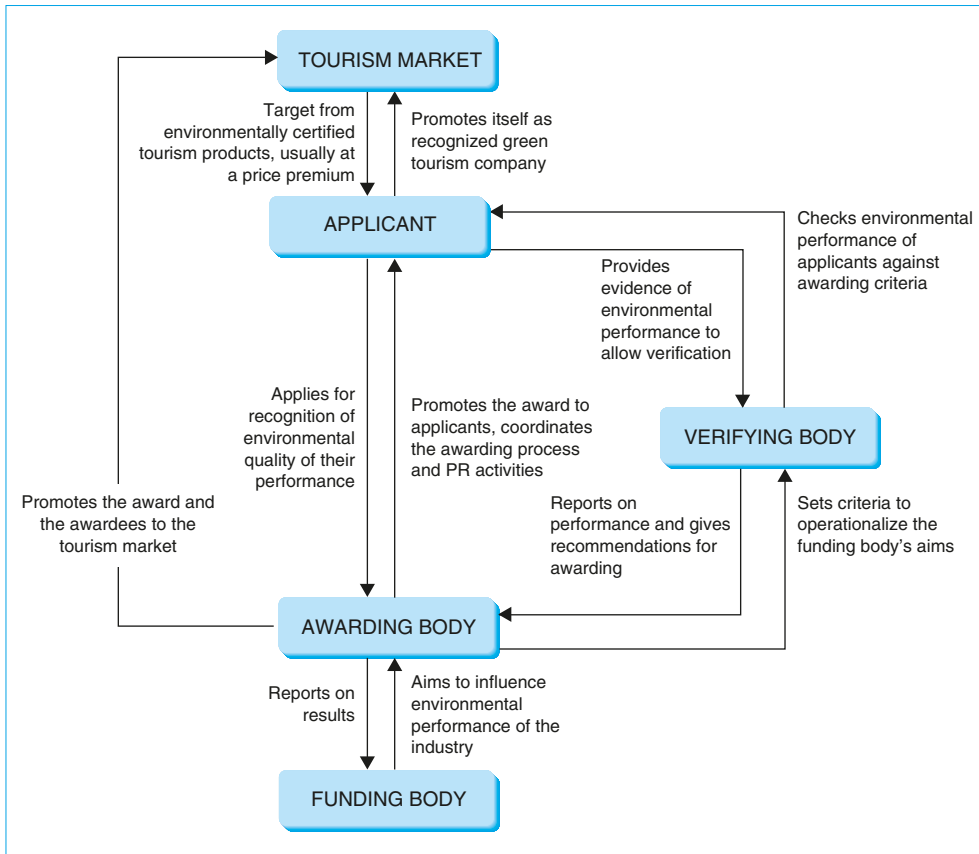 TOURISM MARKET
Target from
environmentally certified
tourism products, usually at
a price premium
Promotes itself as
recognized green
tourism company
APPLICANT
Checks environmental
performance of
applicants against
awarding criteria
Provides
evidence of
environmental
performance to
allow verification
Applies for
recognition of
environmental
quality of their
performance
Promotes the award to
applicants, coordinates
the awarding process
and PR activities
VERIFYING BODY
Promotes the award and
the awardees to the
tourism market
Reports on
performance and gives
recommendations for
awarding
Sets criteria to
operationalize the
funding body's aims
AWARDING BODY
Reports on
results
Aims to influence
environmental
performance of the
industry
FUNDING BODY